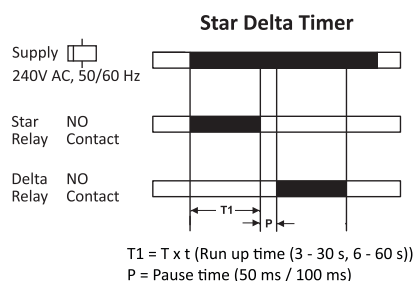 Star Delta Timer
Supply
240V AC, 50/60 Hz
Star NO
Relay Contact
Delta NO
Relay Contact
T1
P
T1 = T x t (Run up time (3 - 30 s, 6 - 60 s))
P = Pause time (50 ms / 100 ms)